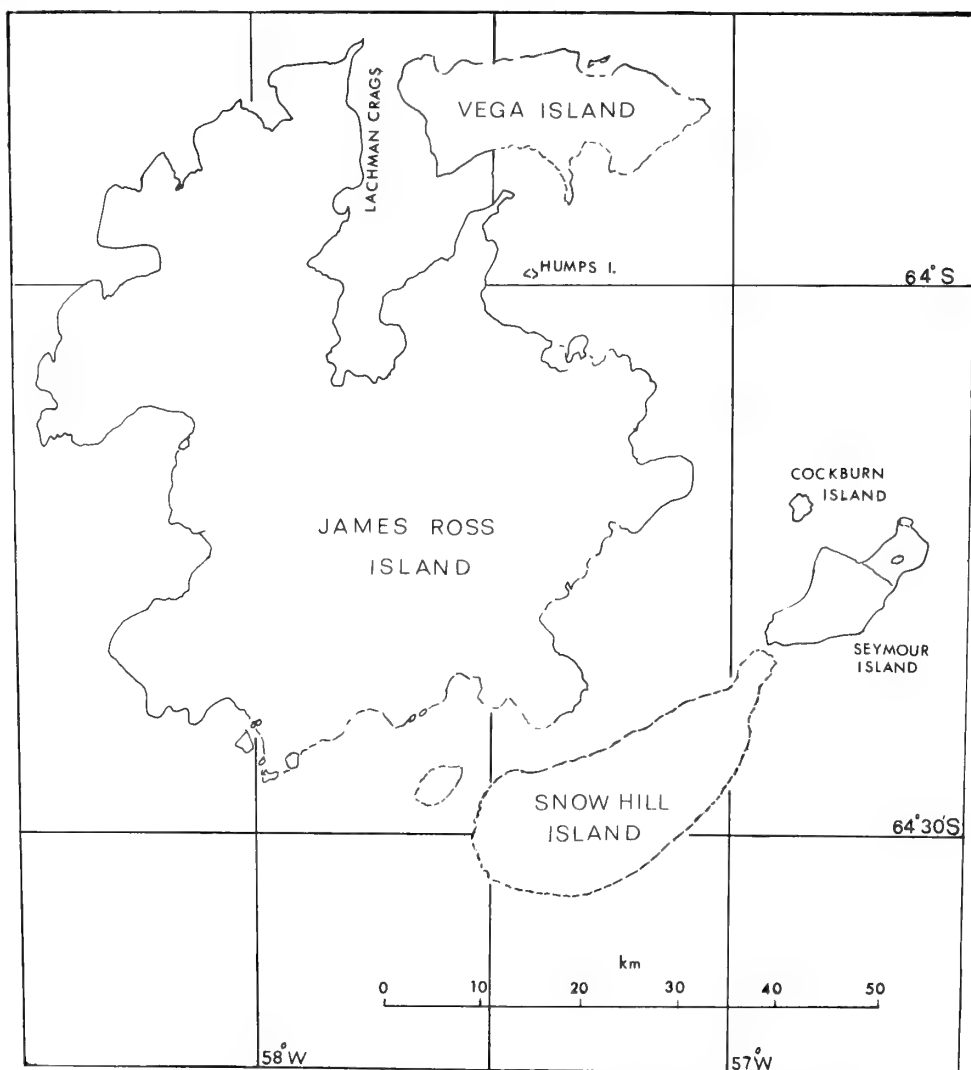 LACHMAN CRAGS
VEGA ISLAND
HUMPS I.
64°S
COCKBURN
ISLAND
JAMES ROSS
ISLAND
SEYMOUR
ISLAND
SNOW HILL
ISLAND
64°30'S
km
0 10 20 30 40 50
58°W
57°W